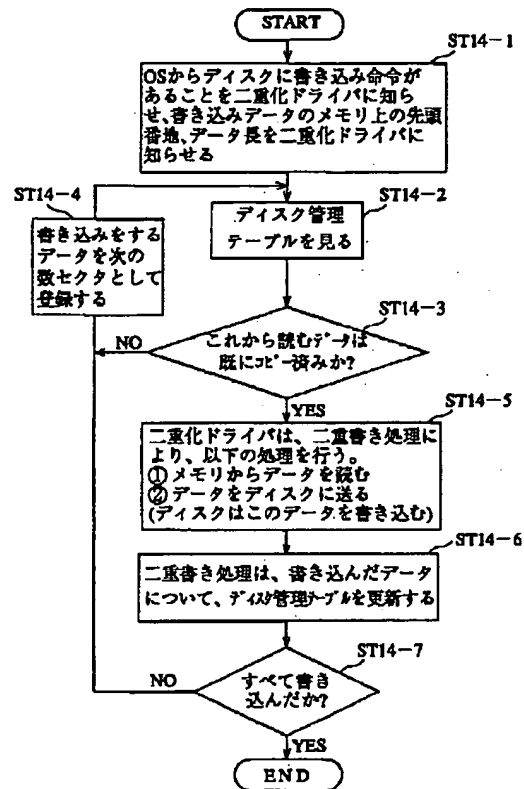 START
ST14-1
OSからディスクに書き込み命令が
あることを二重化ドライバに知ら
せ、書き込みデータのメモリ上の先頭
番地、データ長を二重化ドライバに
知らせる
ST14-4
書き込みをする
データを次の
数セクタとして
登録する
ST14-2
ディスク管理
テーブルを見る
ST14-3
これから読むデータは
既にコピー済みか?
NO
YES
ST14-5
二重化ドライバは、二重書き処理に
より、以下の処理を行う。
①メモリからデータを読む
②データをディスクに送る
(ディスクはこのデータを書き込む)
ST14-6
二重書き処理は、書き込んだデータ
について、ディスク管理テーブルを更新する
ST14-7
すべて書き
込んだか?
NO
YES
END